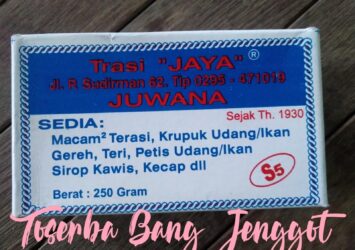 Trasi "JAYA"®
Jl. P. Sudirman 62. Tlp 0295 - 471019
JUWANA
Sejak Th. 1930
SEDIA:
Macam² Terasi, Krupuk Udang/Ikan
Gereh, Teri, Petis Udang/Ikan
Sirop Kawis, Kecap dll
Berat : 250 Gram
S5
Toserba Bang Jenggot